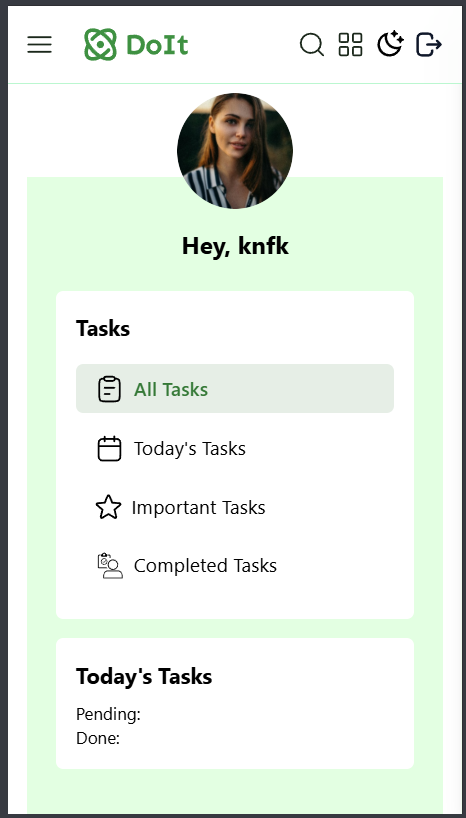 DoIt
Hey, knfk
Tasks
All Tasks
Today's Tasks
Important Tasks
Completed Tasks
Today's Tasks
Pending:
Done: